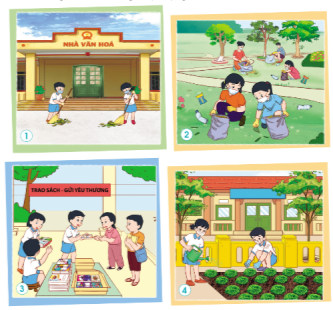 NHÀ VĂN HOÁ
1
2
TRAO SÁCH - GỬI YÊU THƯƠNG
3
4